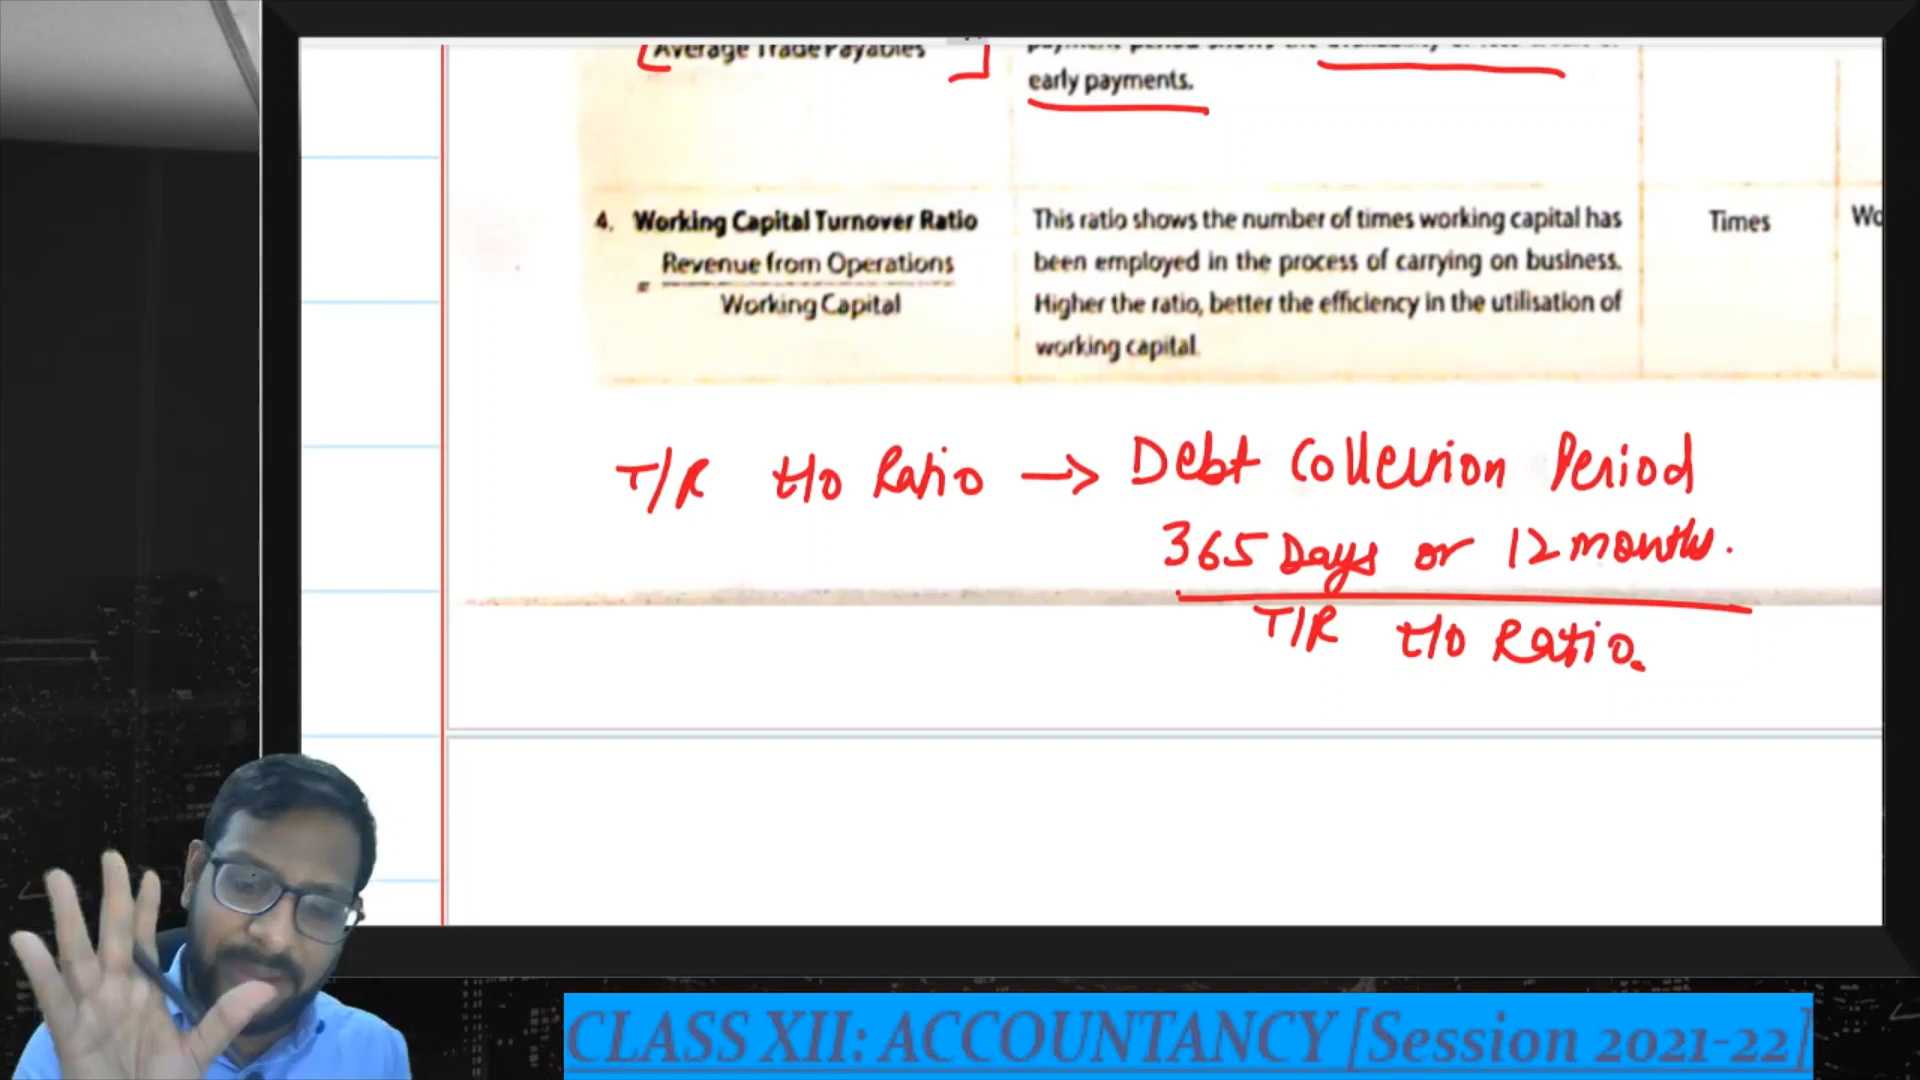 Average Trade Payables
early payments.
4. Working Capital Turnover Ratio
= Revenue from Operations
Working Capital
This ratio shows the number of times working capital has
been employed in the process of carrying on business.
Higher the ratio, better the efficiency in the utilisation of
working capital.
Times
Wo
T/R t/o Ratio → Debt Collection Period
365 Days or 12 months.
T/R t/o Ratio.
CLASS XII: ACCOUNTANCY [Session 2021-22]